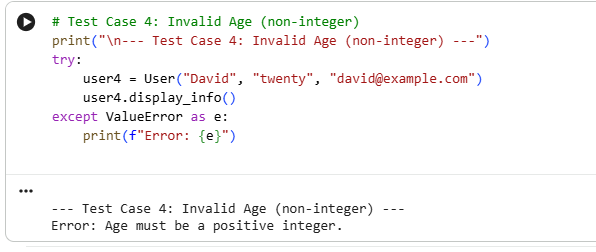 # Test Case 4: Invalid Age (non-integer)
print("\n--- Test Case 4: Invalid Age (non-integer) ---")
try:
    user4 = User("David", "twenty", "david@example.com")
    user4.display_info()
except ValueError as e:
    print(f"Error: {e}")
--- Test Case 4: Invalid Age (non-integer) ---
Error: Age must be a positive integer.